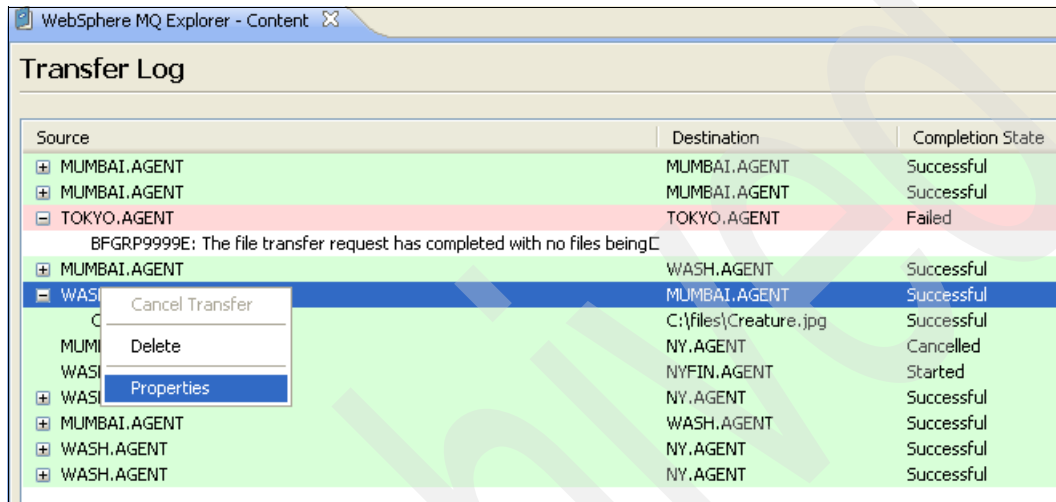 WebSphere MQ Explorer - Content
Transfer Log
Source Destination Completion State
MUMBAI.AGENT MUMBAI.AGENT Successful
MUMBAI.AGENT MUMBAI.AGENT Successful
TOKYO.AGENT TOKYO.AGENT Failed
BFGRP9999E: The file transfer request has completed with no files being
MUMBAI.AGENT WASH.AGENT Successful
WAS MUMBAI.AGENT Successful
Cancel Transfer
C C:\files\Creature.jpg Successful
MUM Delete NY.AGENT Cancelled
WAS NYFIN.AGENT Started
Properties
WAS NY.AGENT Successful
MUMBAI.AGENT WASH.AGENT Successful
WASH.AGENT NY.AGENT Successful
WASH.AGENT NY.AGENT Successful